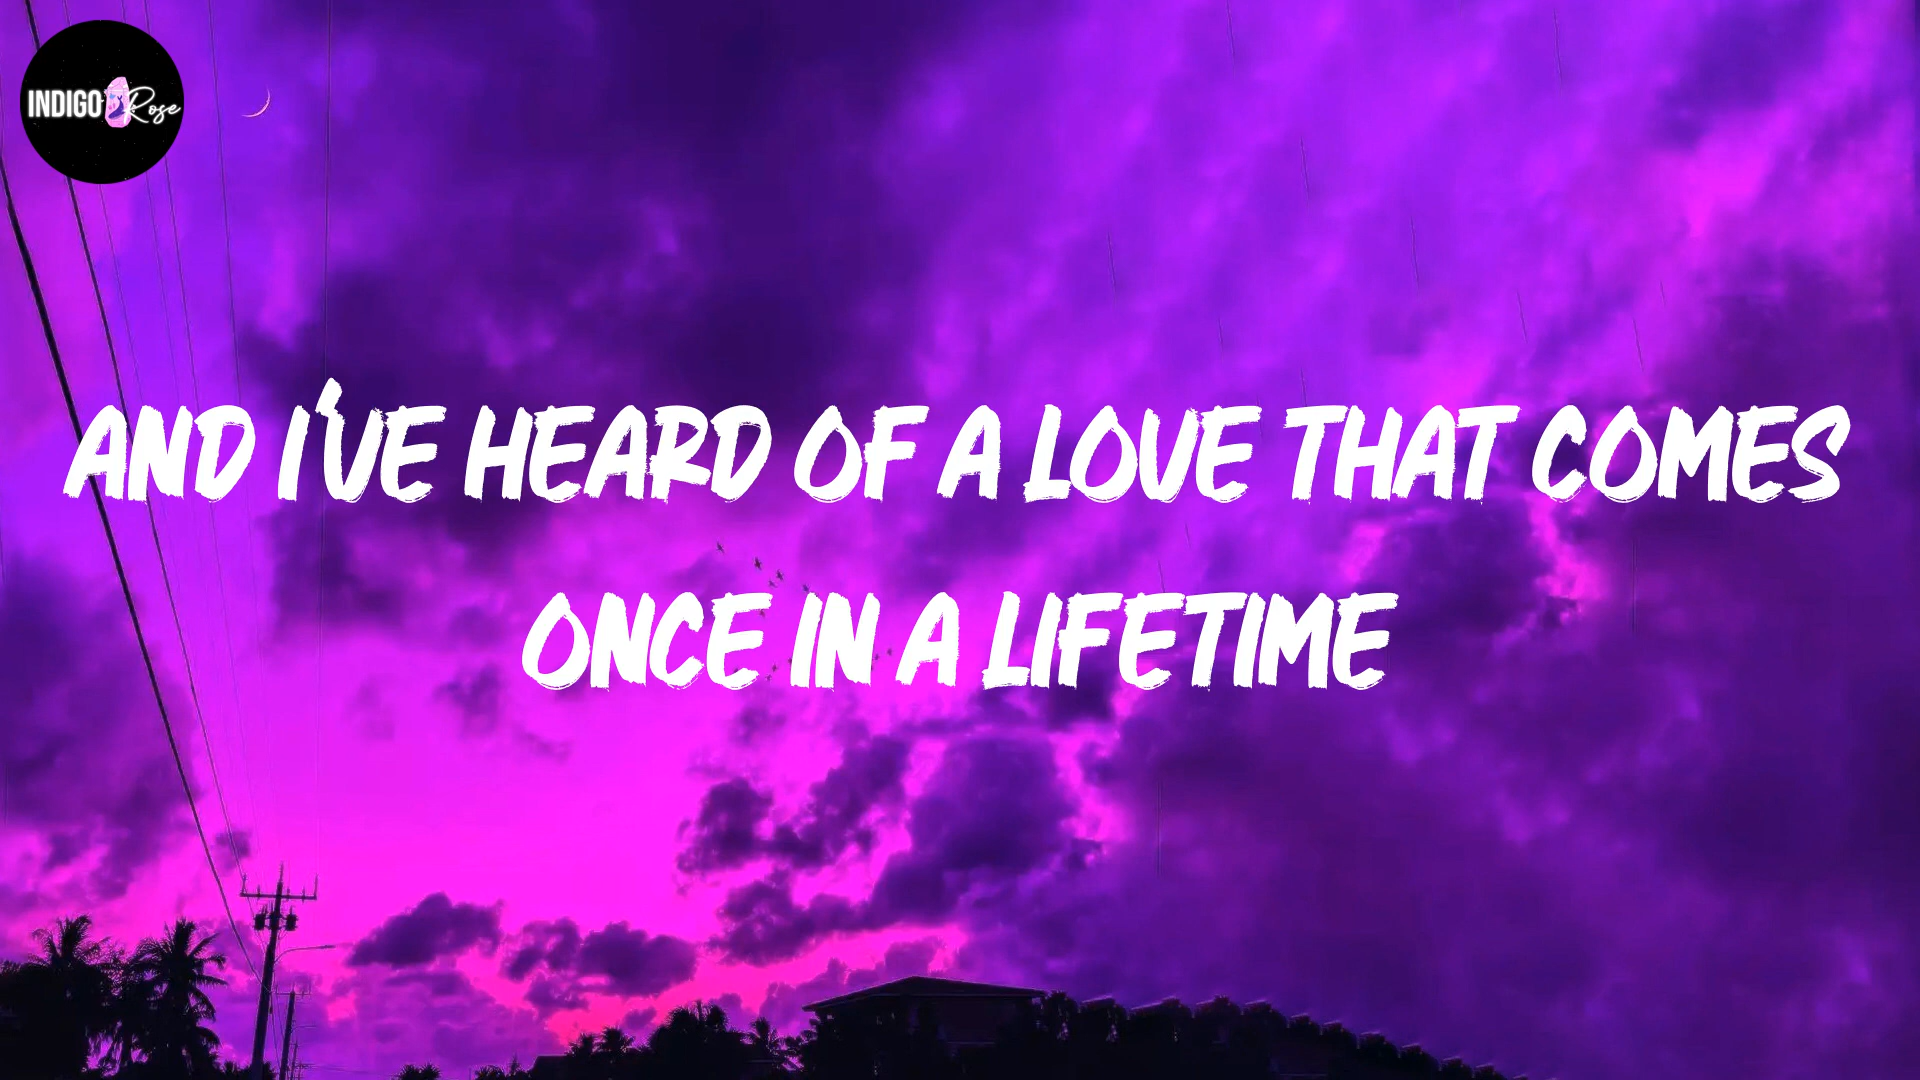 INDIGO Rose
AND I'VE HEARD OF A LOVE THAT COMES
ONCE IN A LIFETIME